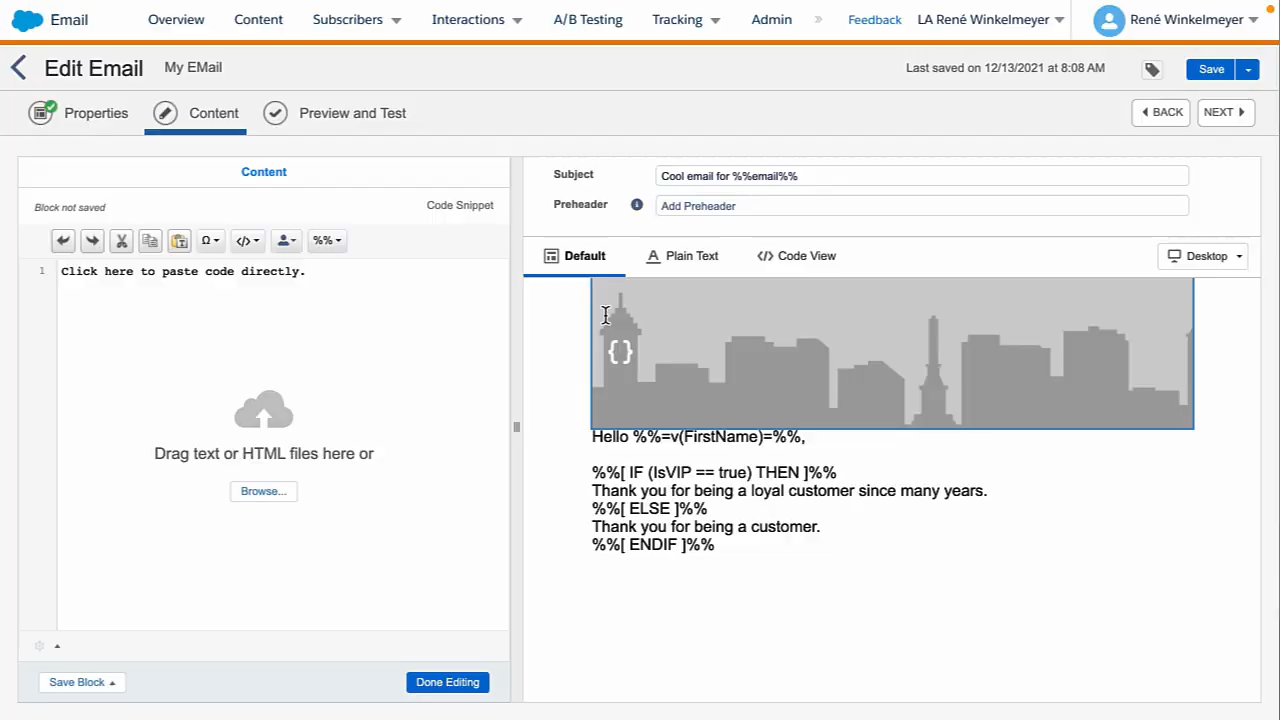 Email Overview Content Subscribers Interactions A/B Testing Tracking Admin » Feedback LA René Winkelmeyer René Winkelmeyer
Edit Email My EMail Last saved on 12/13/2021 at 8:08 AM Save
Properties Content Preview and Test BACK NEXT
Content
Block not saved Code Snippet
Ω </> %%
1 Click here to paste code directly.
Drag text or HTML files here or
Browse...
Save Block Done Editing
Subject Cool email for %%email%%
Preheader Add Preheader
Default Plain Text </> Code View Desktop
{}
Hello %%=v(FirstName)=%%,
%%[ IF (IsVIP == true) THEN ]%%
Thank you for being a loyal customer since many years.
%%[ ELSE ]%%
Thank you for being a customer.
%%[ ENDIF ]%%